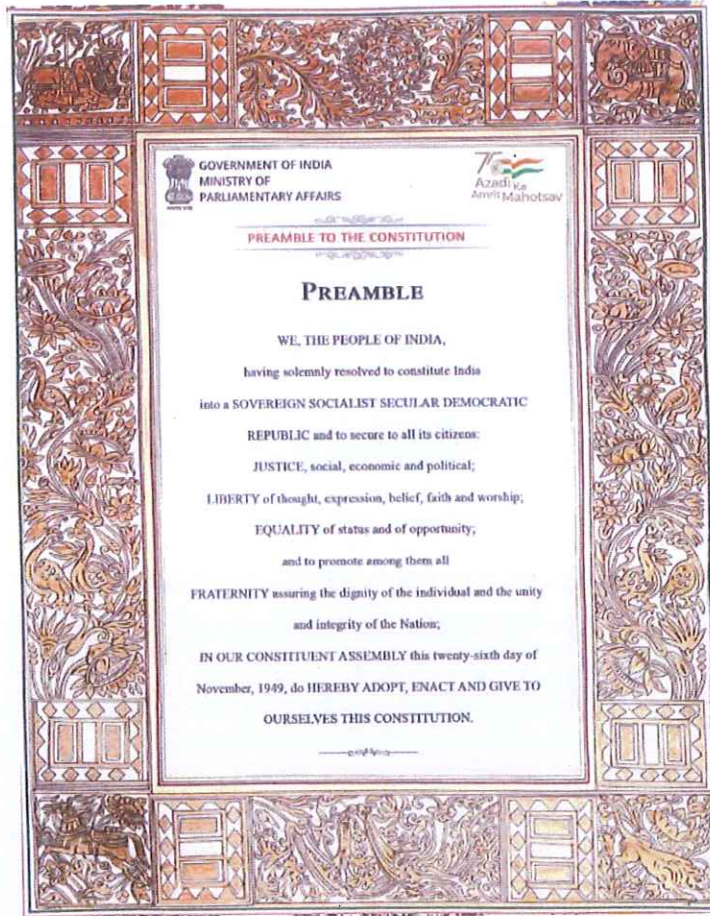 GOVERNMENT OF INDIA
MINISTRY OF
PARLIAMENTARY AFFAIRS
Azadi Ka
Amrit Mahotsav
PREAMBLE TO THE CONSTITUTION
PREAMBLE
WE, THE PEOPLE OF INDIA,
having solemnly resolved to constitute India
into a SOVEREIGN SOCIALIST SECULAR DEMOCRATIC
REPUBLIC and to secure to all its citizens:
JUSTICE, social, economic and political;
LIBERTY of thought, expression, belief, faith and worship;
EQUALITY of status and of opportunity;
and to promote among them all
FRATERNITY assuring the dignity of the individual and the unity
and integrity of the Nation;
IN OUR CONSTITUENT ASSEMBLY this twenty-sixth day of
November, 1949, do HEREBY ADOPT, ENACT AND GIVE TO
OURSELVES THIS CONSTITUTION.